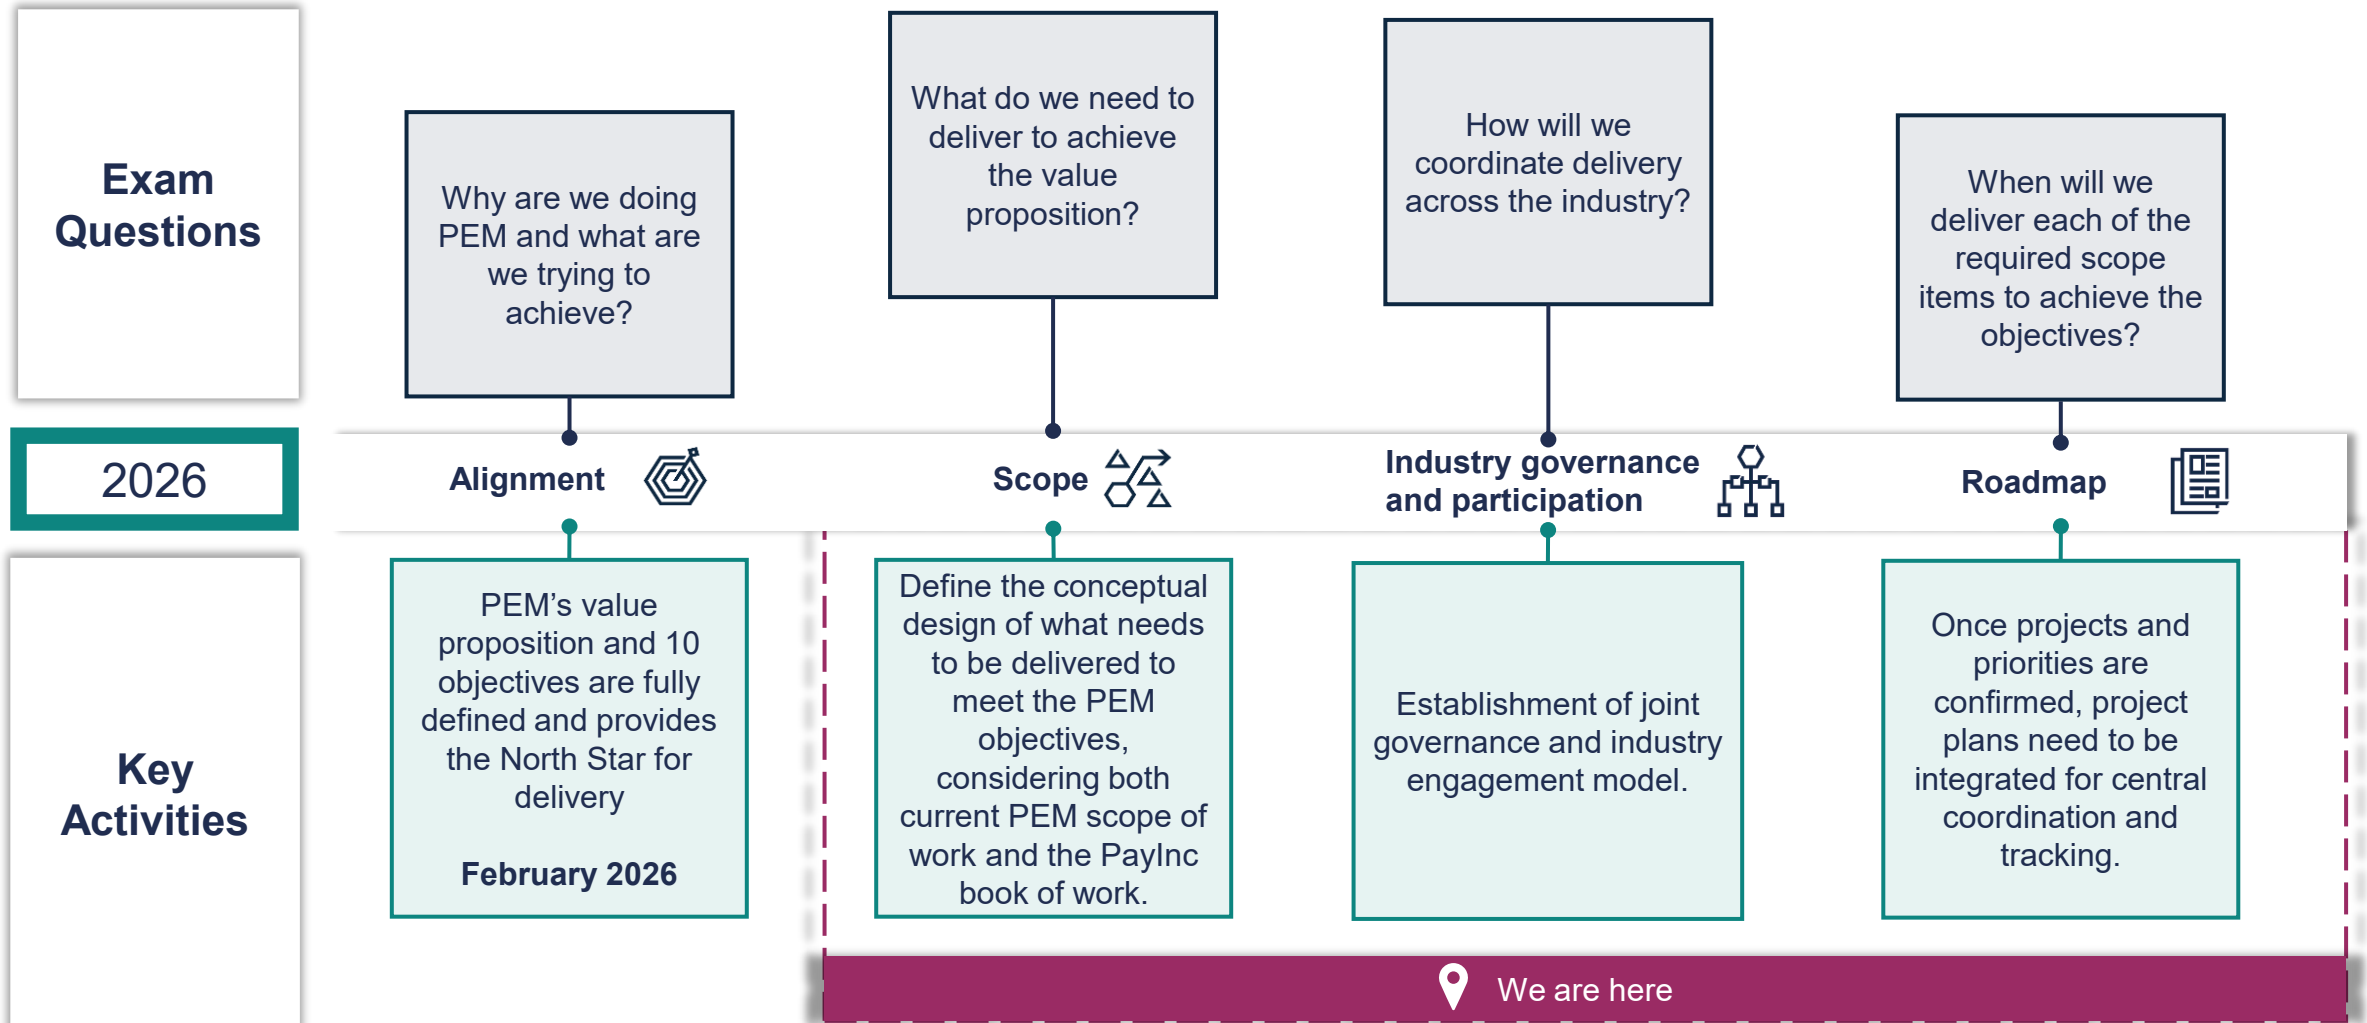 Exam
Questions
Why are we doing
PEM and what are
we trying to
achieve?
What do we need to
deliver to achieve
the value
proposition?
How will we
coordinate delivery
across the industry?
When will we
deliver each of the
required scope
items to achieve the
objectives?
2026
Alignment
Scope
Industry governance
and participation
Roadmap
Key
Activities
PEM’s value
proposition and 10
objectives are fully
defined and provides
the North Star for
delivery
February 2026
Define the conceptual
design of what needs
to be delivered to
meet the PEM
objectives,
considering both
current PEM scope of
work and the PayInc
book of work.
Establishment of joint
governance and industry
engagement model.
Once projects and
priorities are
confirmed, project
plans need to be
integrated for central
coordination and
tracking.
We are here